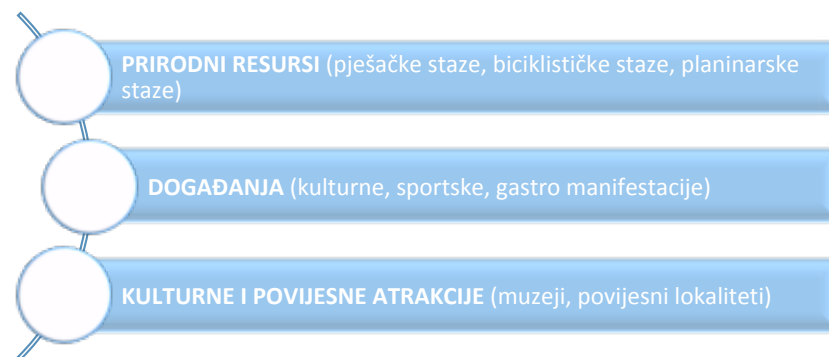 PRIRODNI RESURSI (pješačke staze, biciklističke staze, planinarske
staze)
DOGAĐANJA (kulturne, sportske, gastro manifestacije)
KULTURNE I POVIJESNE ATRAKCIJE (muzeji, povijesni lokaliteti)